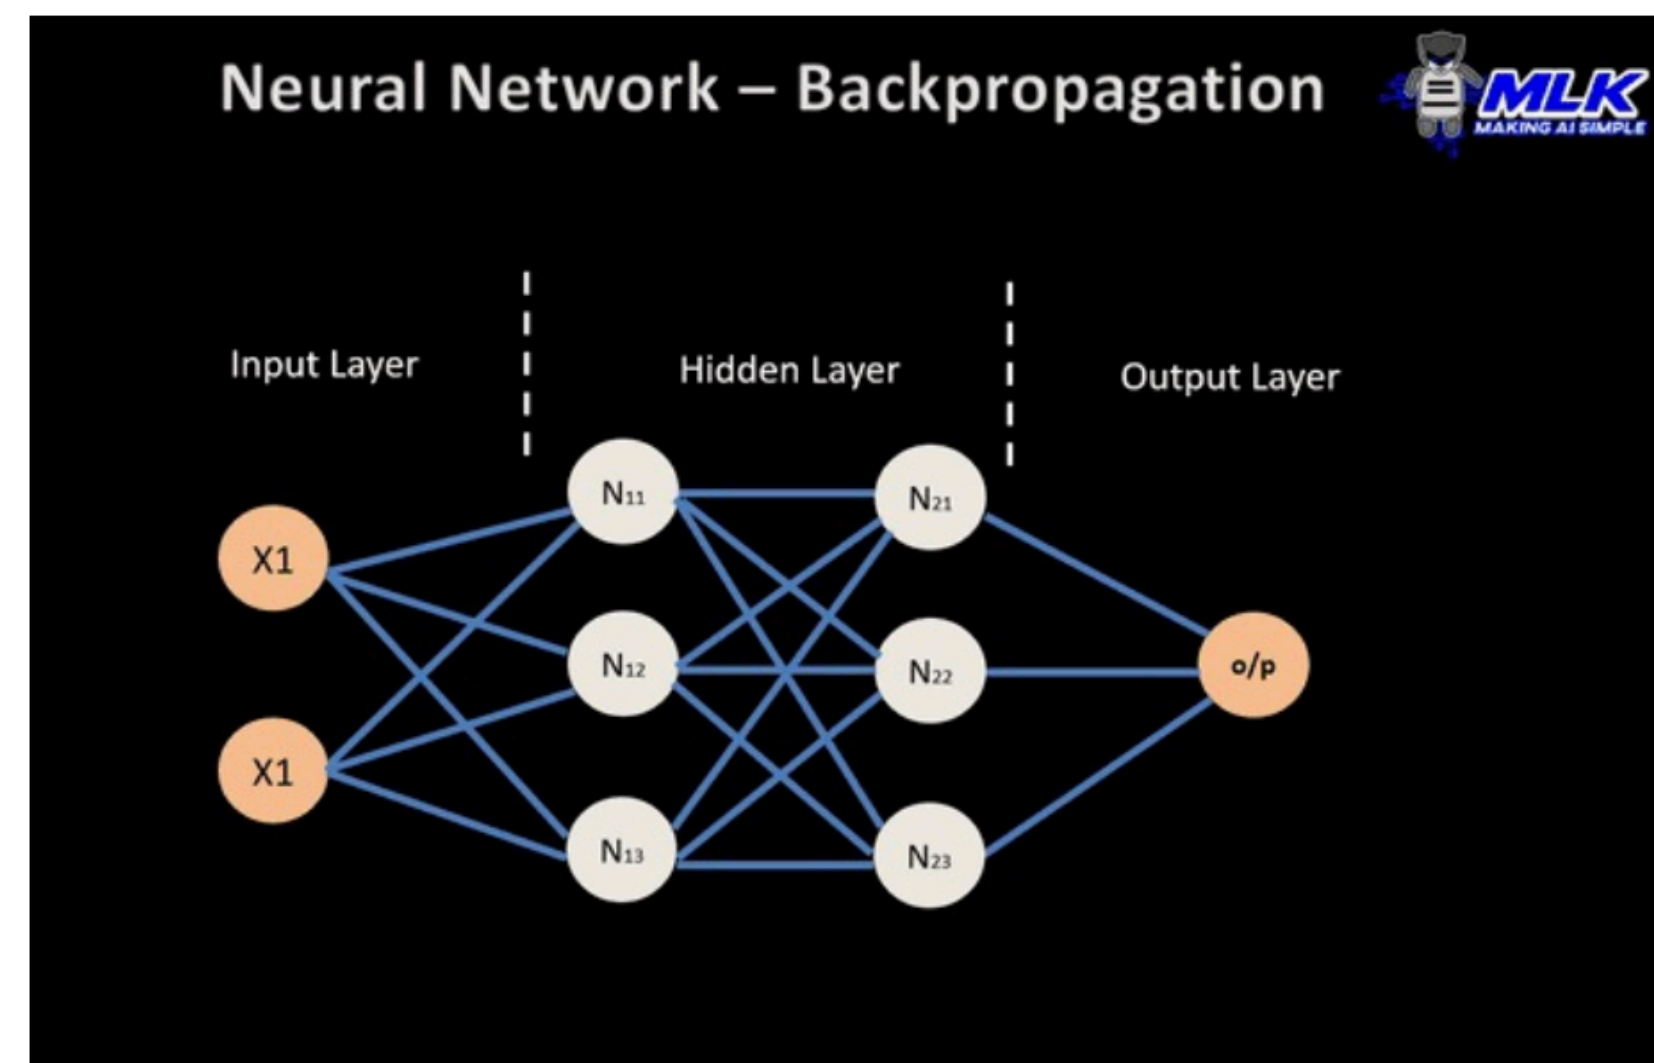 Neural Network – Backpropagation
MLK
MAKING AI SIMPLE
Input Layer
Hidden Layer
Output Layer
N11
N21
X1
N12
N22
o/p
X1
N13
N23